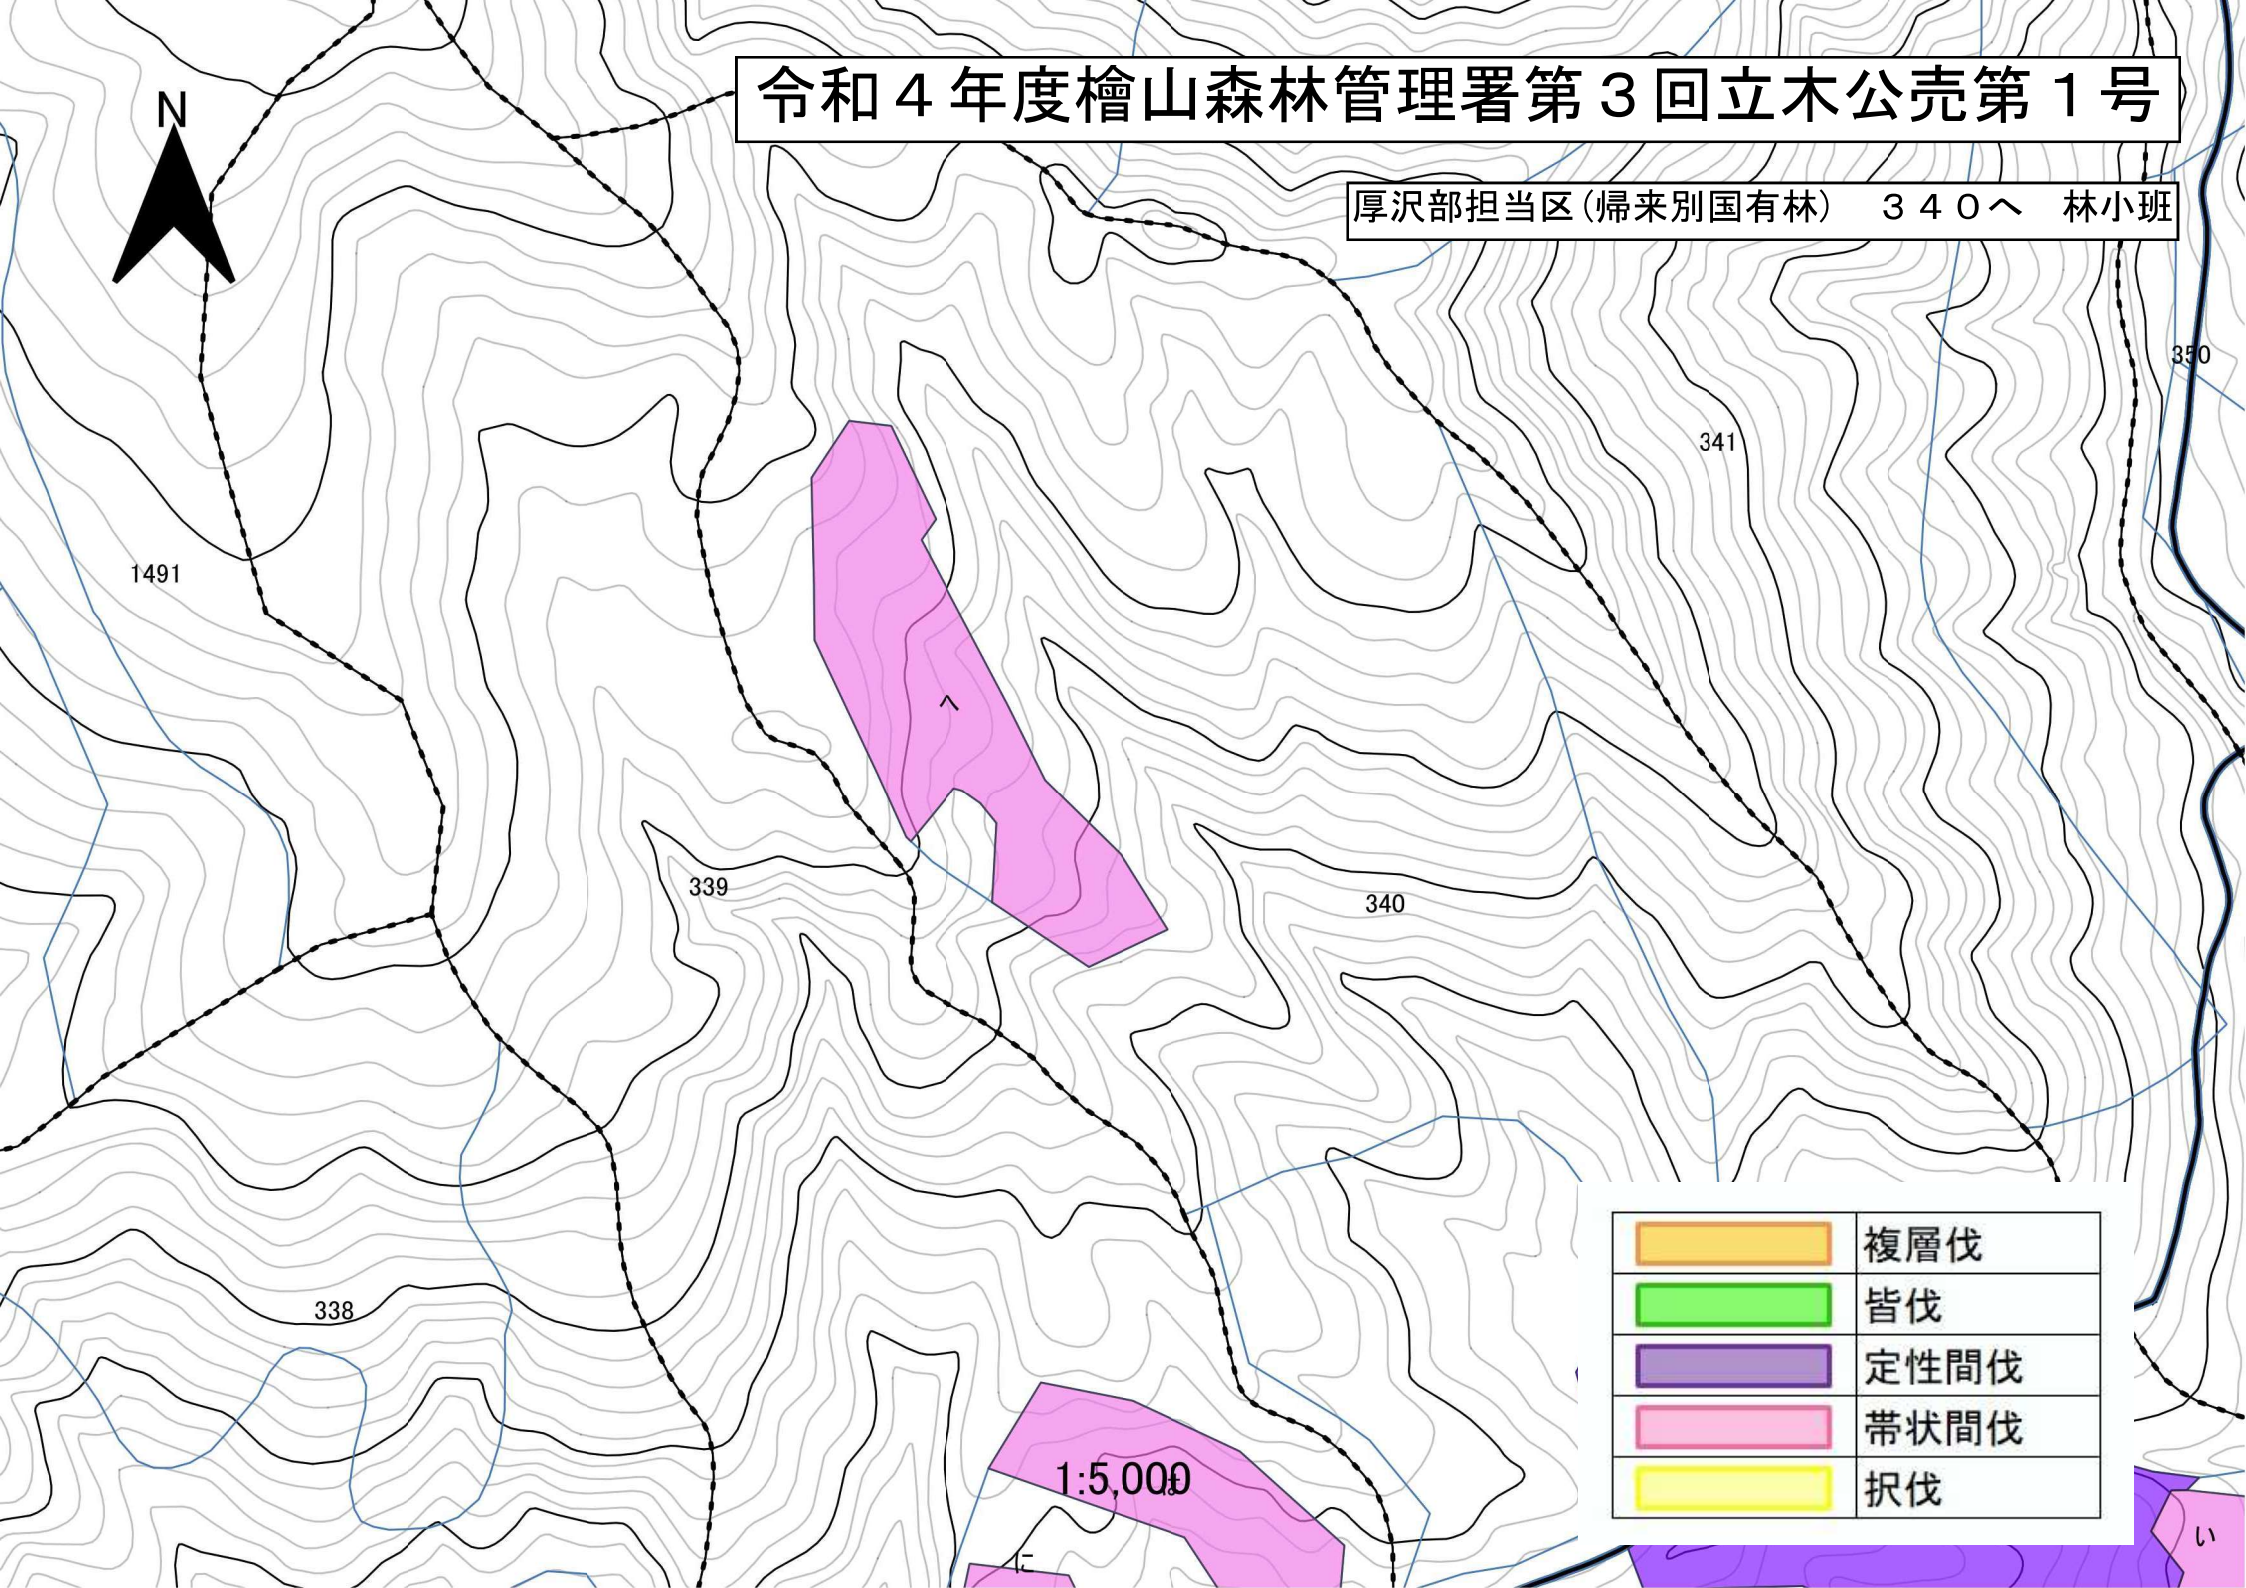 令和４年度檜山森林管理署第３回立木公売第１号
N
厚沢部担当区(帰来別国有林)　３４０へ　林小班
350
341
1491
へ
339
340
複層伐
皆伐
338
定性間伐
帯状間伐
1:5,000
ほ
択伐
い
に